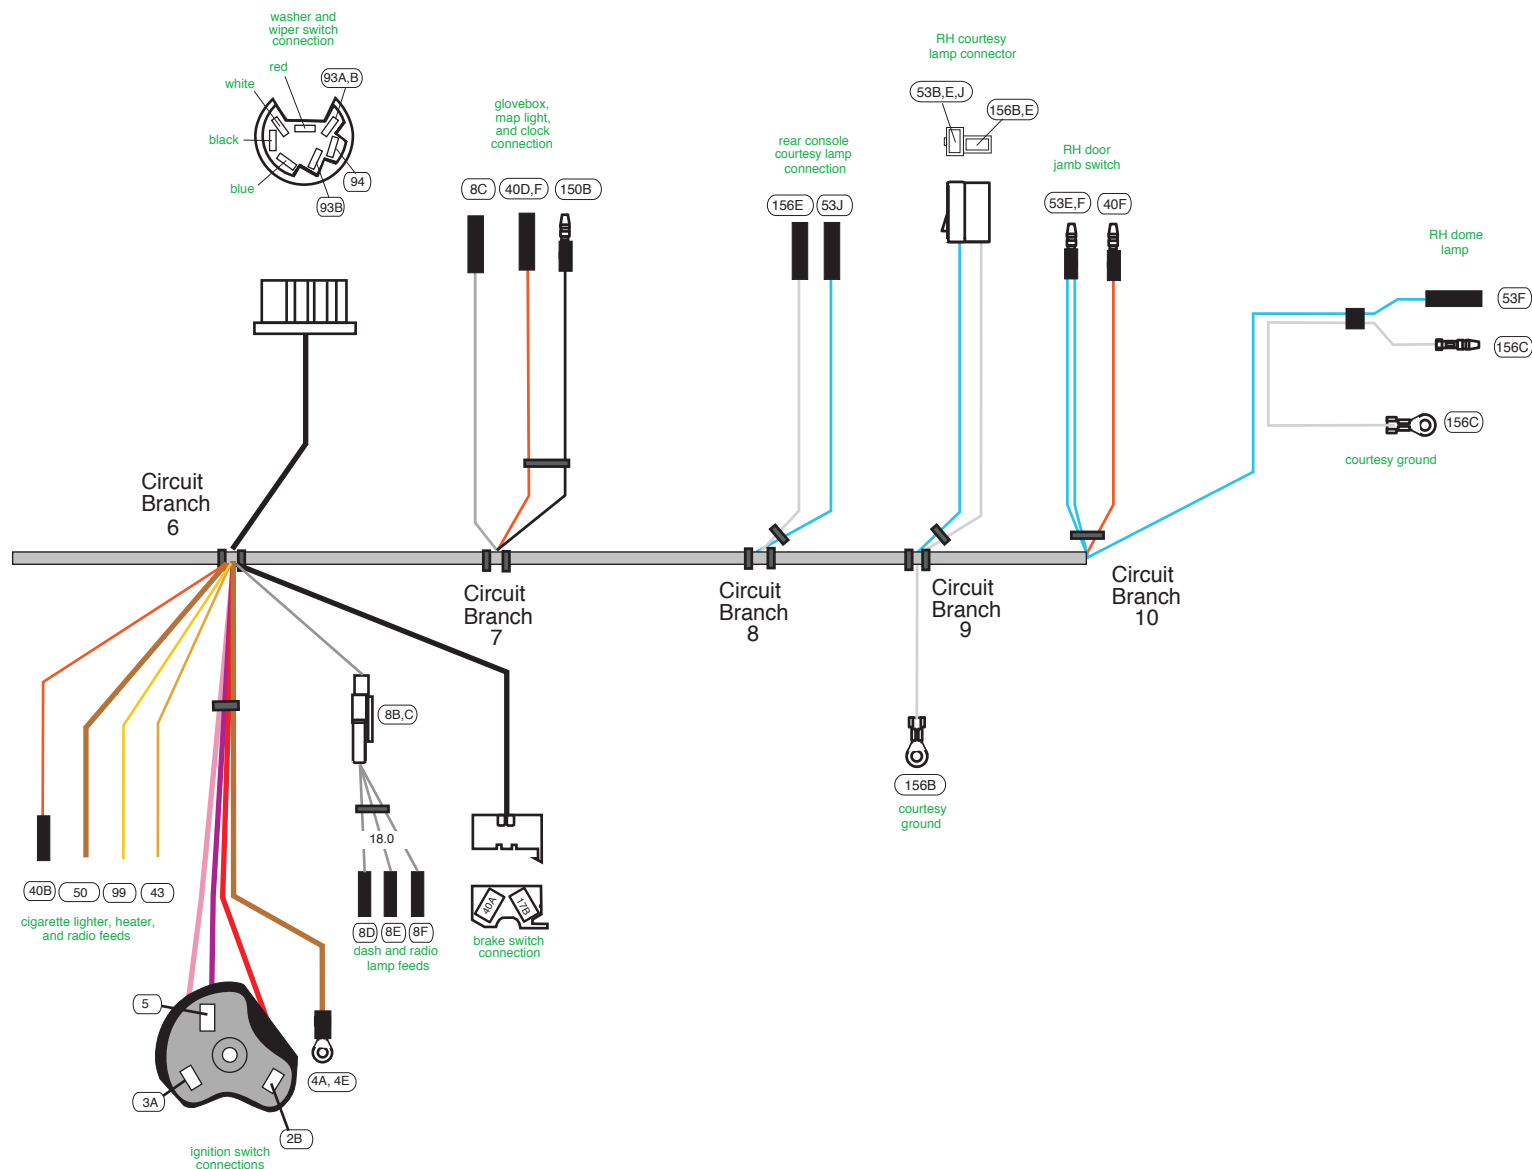 washer and
wiper switch
connection
red
white
93A,B
black
blue
94
93B
glovebox,
map light,
and clock
connection
8C
40D,F
150B
rear console
courtesy lamp
connection
156E
53J
RH courtesy
lamp connector
53B,E,J
156B,E
RH door
jamb switch
53E,F
40F
RH dome
lamp
53F
156C
156C
courtesy ground
Circuit
Branch
6
Circuit
Branch
7
Circuit
Branch
8
Circuit
Branch
9
Circuit
Branch
10
8B,C
18.0
156B
courtesy
ground
40B
50
99
43
cigarette lighter, heater,
and radio feeds
8D
8E
8F
dash and radio
lamp feeds
40A
17B
brake switch
connection
5
3A
2B
4A, 4E
ignition switch
connections